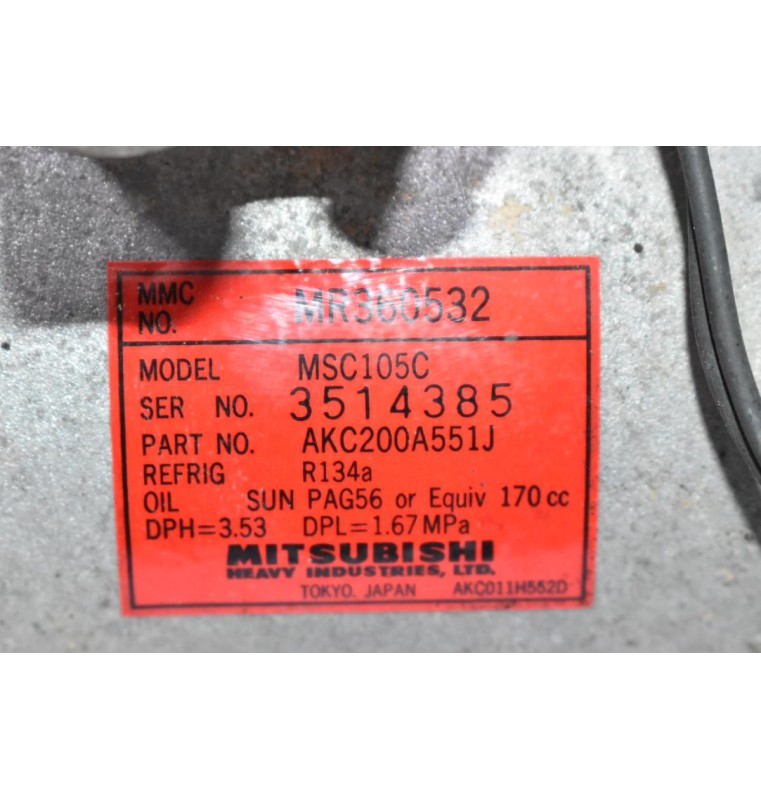 MMC NO. MR360532
MODEL MSC105C
SER NO. 3514385
PART NO. AKC200A551J
REFRIG R134a
OIL SUN PAG56 or Equiv 170 cc
DPH=3.53 DPL=1.67 MPa
MITSUBISHI
HEAVY INDUSTRIES, LTD.
TOKYO. JAPAN AKC011H552D